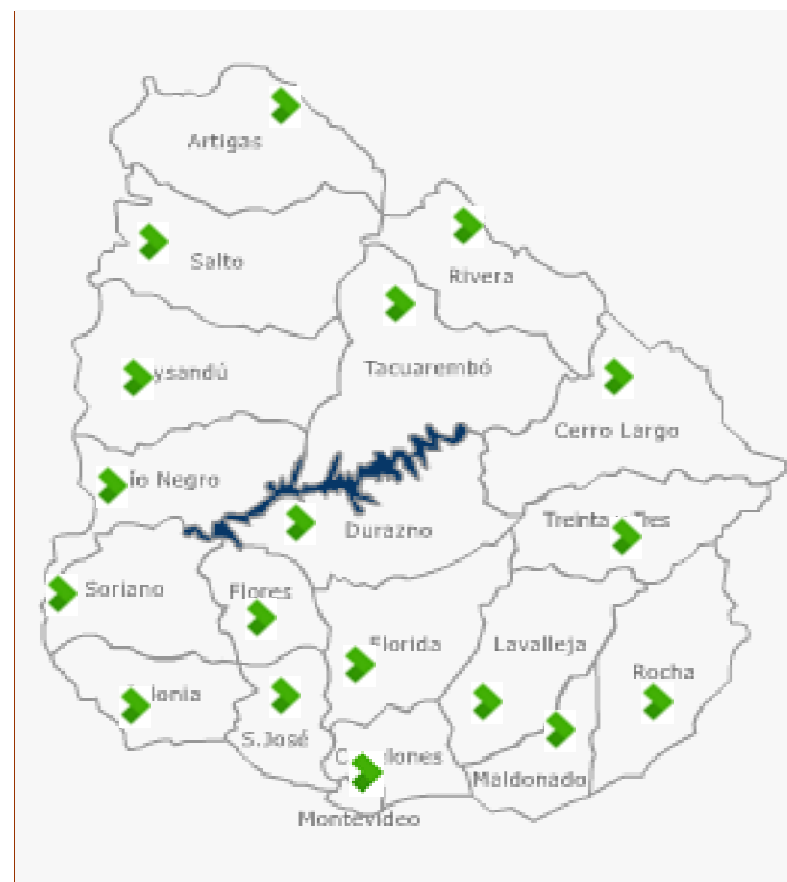 Artigas
Salto
Rivera
ysandú
Tacuarembó
Cerro Largo
ío Negro
Durazno
Treinta Tres
Soriano
Flores
Florida
Lavalleja
Rocha
lonia
S.José
C lones
Maldonado
Montevideo